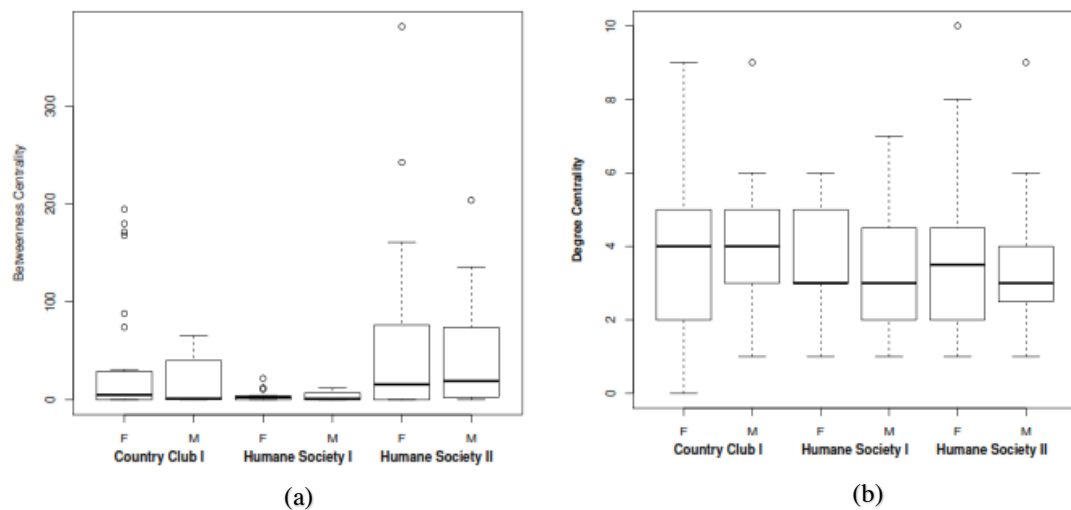 Betweenness Centrality
300
200
100
0
F M F M F M
Country Club I Humane Society I Humane Society II
(a)
Degree Centrality
10
8
6
4
2
0
F M F M F M
Country Club I Humane Society I Humane Society II
(b)